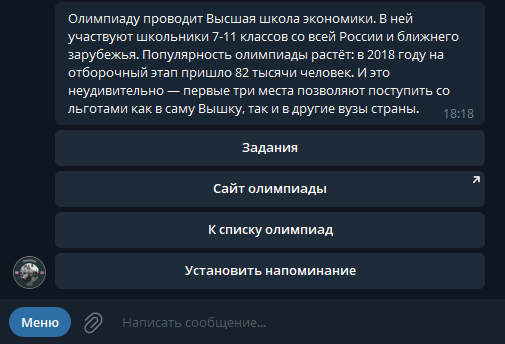 Олимпиаду проводит Высшая школа экономики. В ней
участвуют школьники 7-11 классов со всей России и ближнего
зарубежья. Популярность олимпиады растёт: в 2018 году на
отборочный этап пришло 82 тысячи человек. И это
неудивительно — первые три места позволяют поступить со
льготами как в саму Вышку, так и в другие вузы страны.
18:18
Задания
Сайт олимпиады
К списку олимпиад
Установить напоминание
Меню
Написать сообщение...